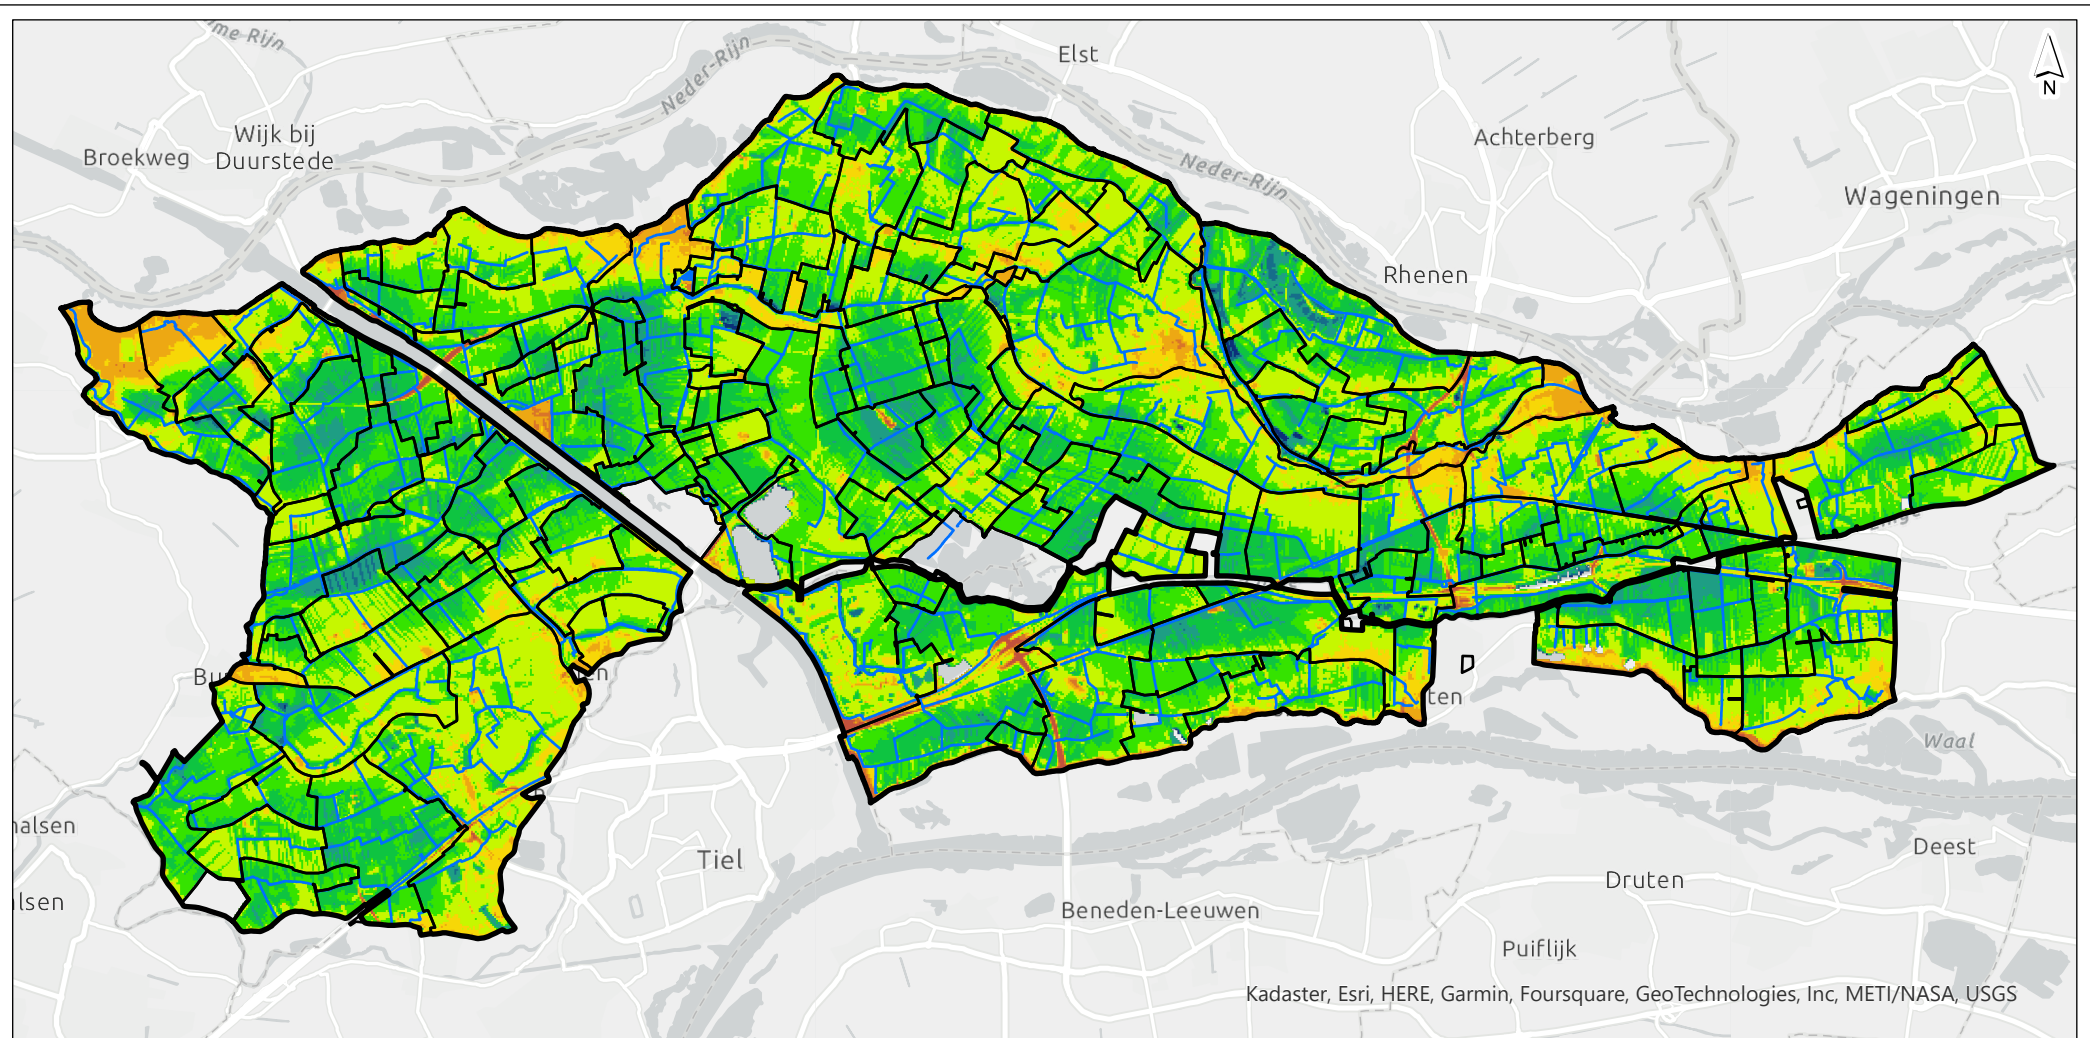 me Rijn
Neder-Rijn
Elst
N
Wijk bij
Duurstede
Broekweg
Achterberg
Neder-Rijn
Wageningen
Rhenen
Bu
en
ten
Waal
alsen
Tiel
Deest
Druten
lsen
Beneden-Leeuwen
Puiflijk
Kadaster, Esri, HERE, Garmin, Foursquare, GeoTechnologies, Inc, METI/NASA, USGS